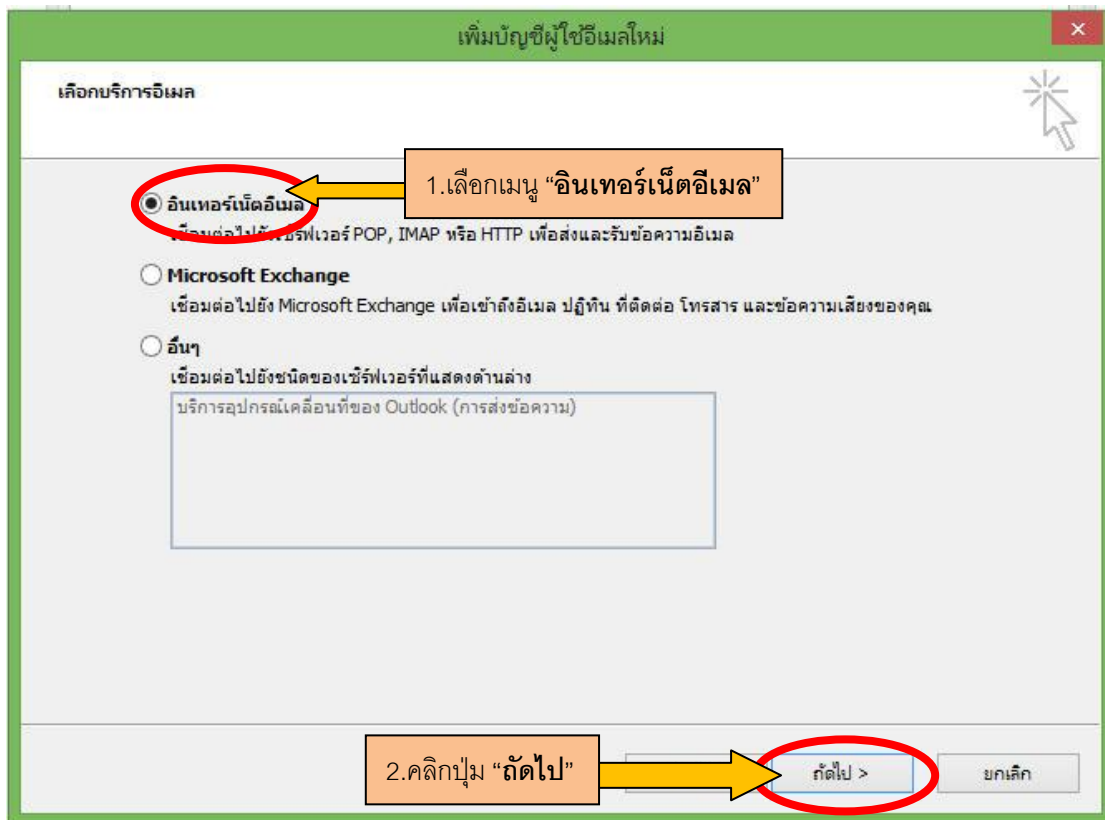 เพิ่มบัญชีผู้ใช้อีเมลใหม่
เลือกบริการอีเมล
1.เลือกเมนู “อินเทอร์เน็ตอีเมล”
อินเทอร์เน็ตอีเมล
เชื่อมต่อไปยังเซิร์ฟเวอร์ POP, IMAP หรือ HTTP เพื่อส่งและรับข้อความอีเมล
Microsoft Exchange
เชื่อมต่อไปยัง Microsoft Exchange เพื่อเข้าถึงอีเมล ปฏิทิน ที่ติดต่อ โทรสาร และข้อความเสียงของคุณ
อื่นๆ
เชื่อมต่อไปยังชนิดของเซิร์ฟเวอร์ที่แสดงด้านล่าง
บริการอุปกรณ์เคลื่อนที่ของ Outlook (การส่งข้อความ)
2.คลิกปุ่ม “ถัดไป”
ถัดไป >
ยกเลิก